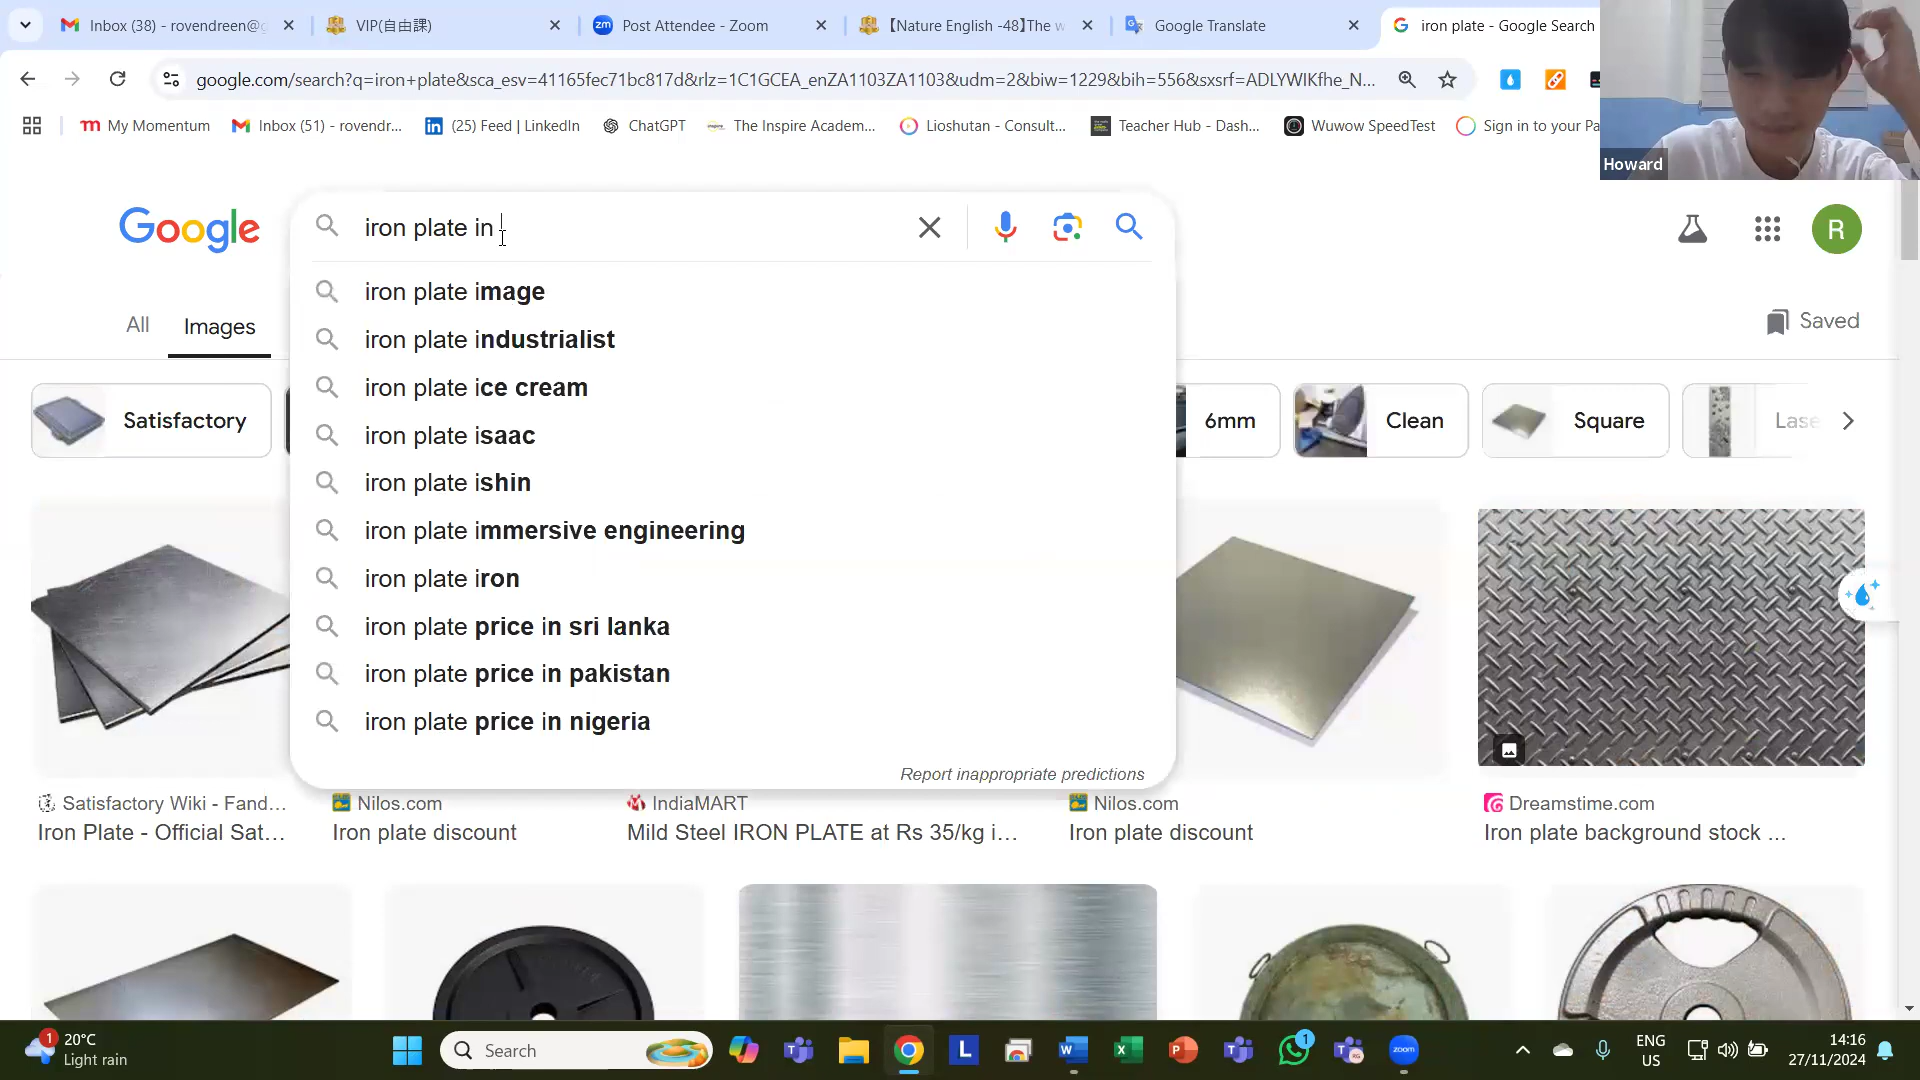 Inbox (38) - rovendreen@g
VIP(自由課)
zm
Post Attendee - Zoom
【Nature English -48】The w
Google Translate
iron plate - Google Search
google.com/search?q=iron+plate&sca_esv=41165fec71bc817d&rlz=1C1GCEA_enZA1103ZA1103&udm=2&biw=1229&bih=556&sxsrf=ADLYWIKfhe_N...
My Momentum
Inbox (51) - rovendr...
(25) Feed | LinkedIn
ChatGPT
The Inspire Academ...
Lioshutan - Consult...
Teacher Hub - Dash...
Wuwow SpeedTest
Sign in to your Pa
Howard
Google
iron plate in
R
All
Images
Saved
iron plate image
iron plate industrialist
iron plate ice cream
iron plate isaac
iron plate ishin
iron plate immersive engineering
iron plate iron
iron plate price in sri lanka
iron plate price in pakistan
iron plate price in nigeria
Report inappropriate predictions
Satisfactory
6mm
Clean
Square
Lase
Satisfactory Wiki - Fand...
Iron Plate - Official Sat...
Nilos.com
Iron plate discount
IndiaMART
Mild Steel IRON PLATE at Rs 35/kg i...
Nilos.com
Iron plate discount
Dreamstime.com
Iron plate background stock ...
1
20°C
Light rain
Search
L
1
zoom
ENG
US
14:16
27/11/2024